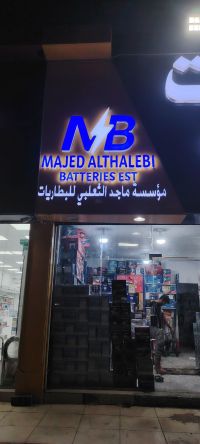 MB
MAJED ALTHALEBI
BATTERIES EST
مؤسسة ماجد الثعلبي للبطاريات